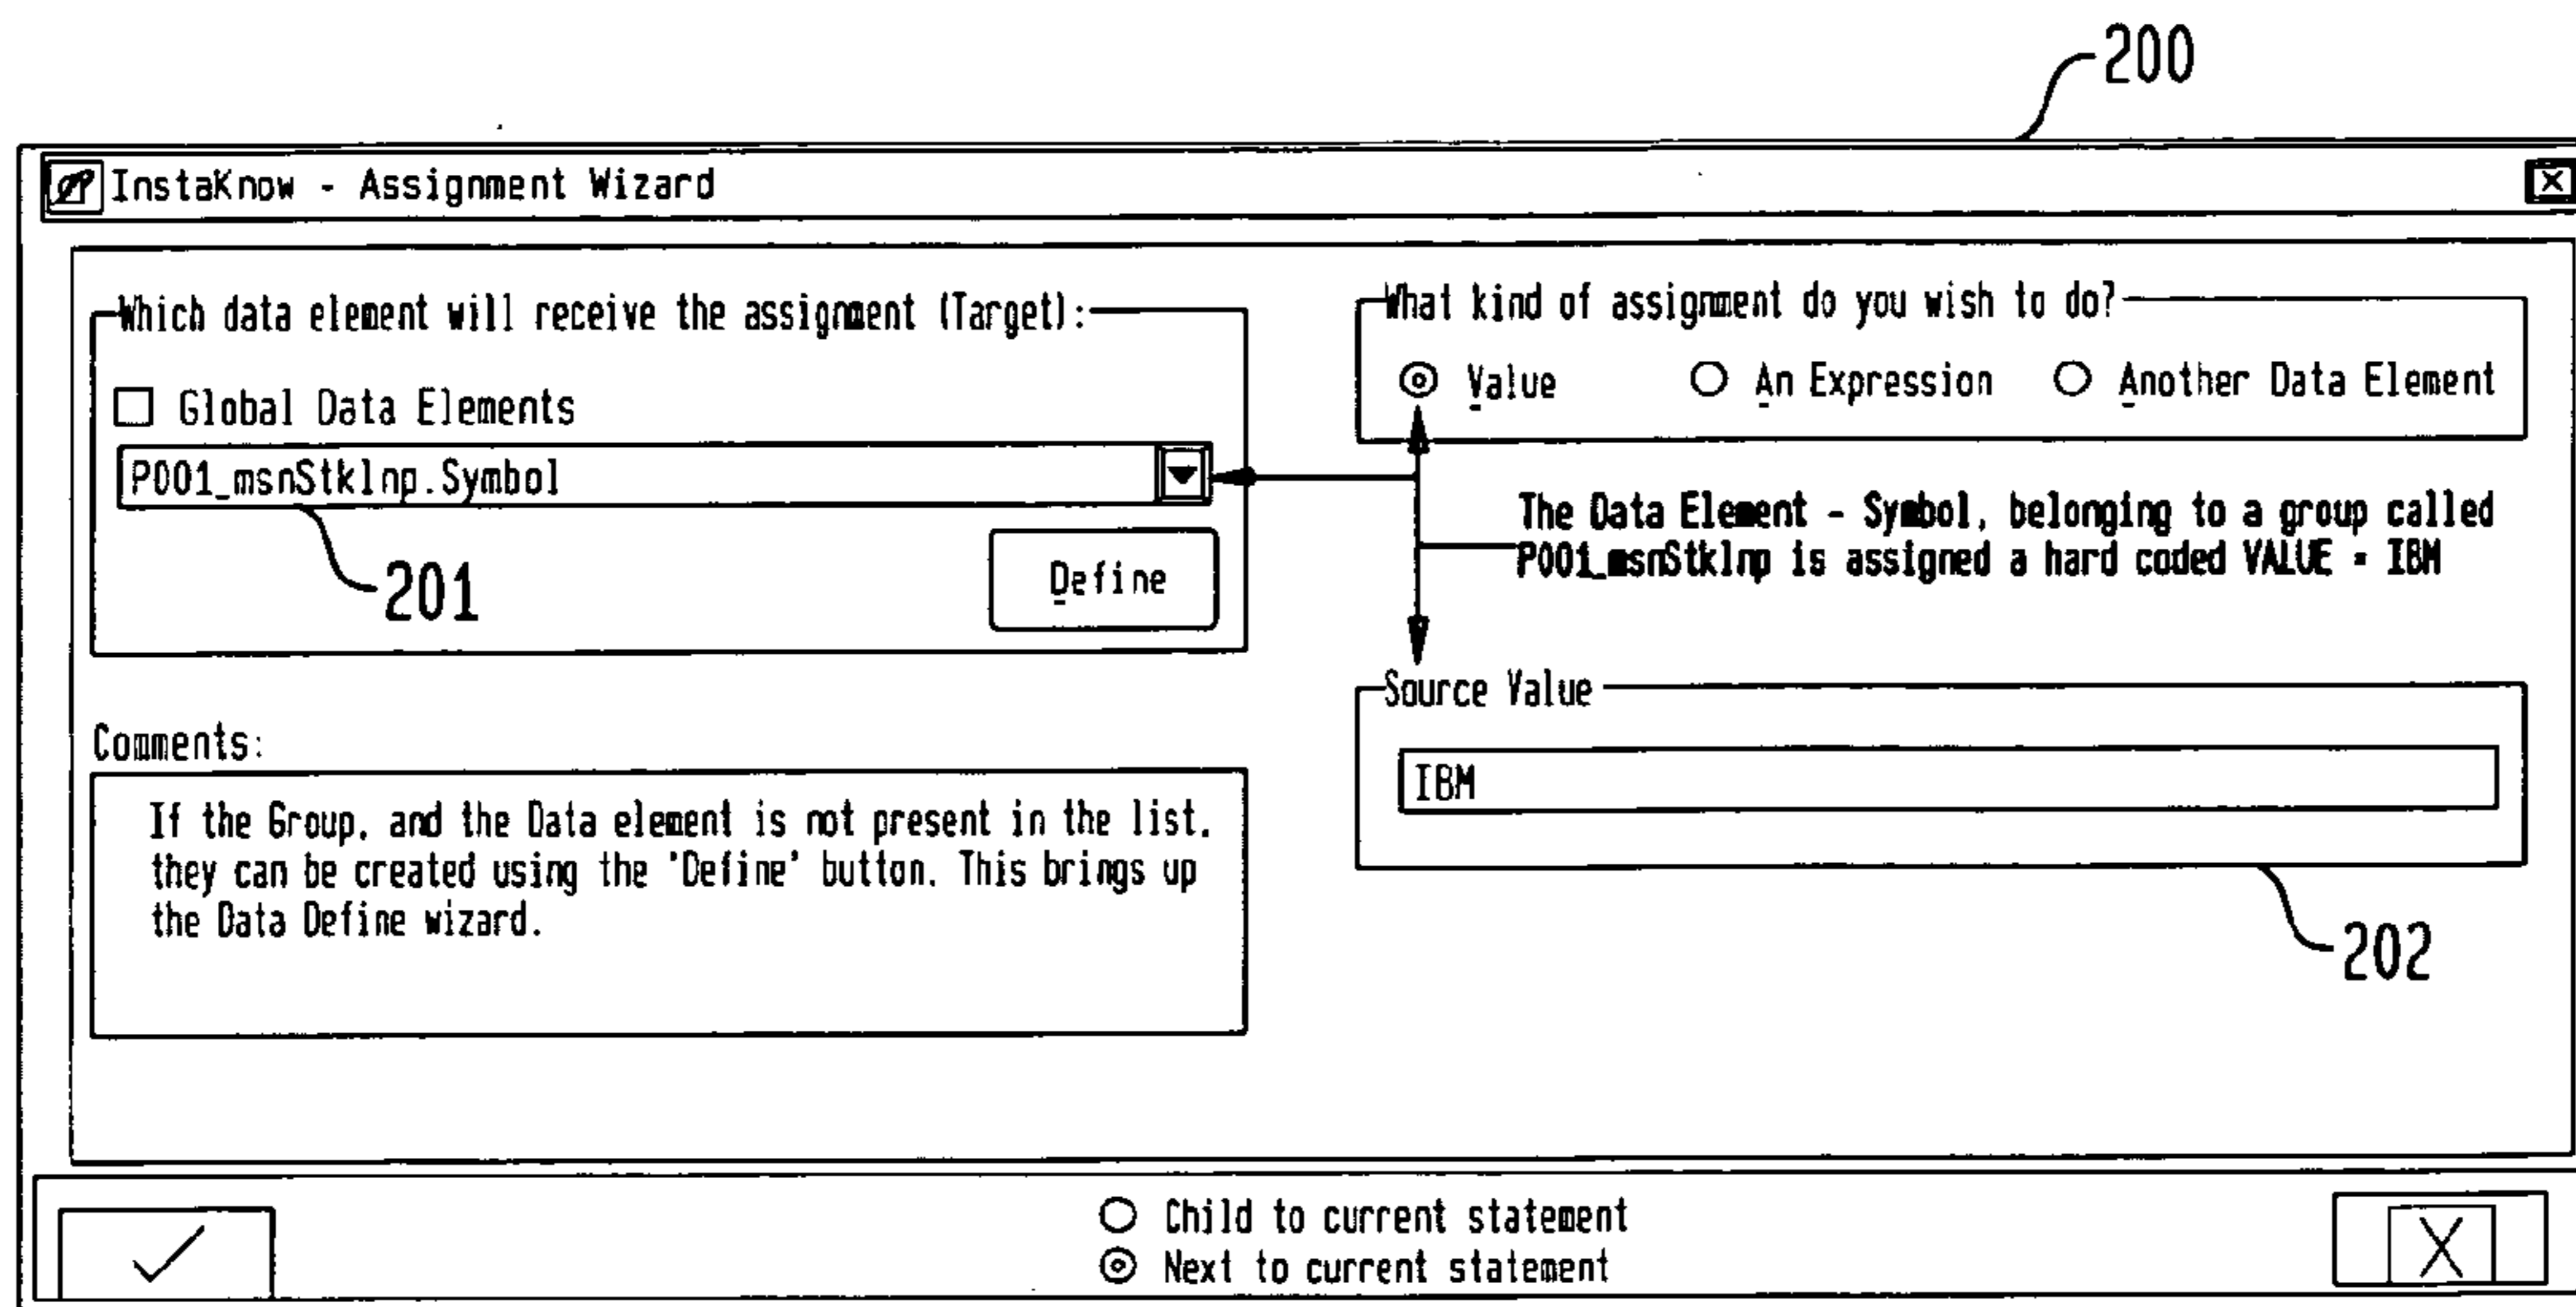 200
InstaKnow - Assignment Wizard
Which data element will receive the assignment (Target):
Global Data Elements
P001_msnStkInp.Symbol
201
Define
What kind of assignment do you wish to do?
Value
An Expression
Another Data Element
The Data Element - Symbol, belonging to a group called
P001_msnStkInp is assigned a hard coded VALUE = IBM
Source Value
IBM
202
Comments:
If the Group, and the Data element is not present in the list,
they can be created using the 'Define' button. This brings up
the Data Define wizard.
Child to current statement
Next to current statement